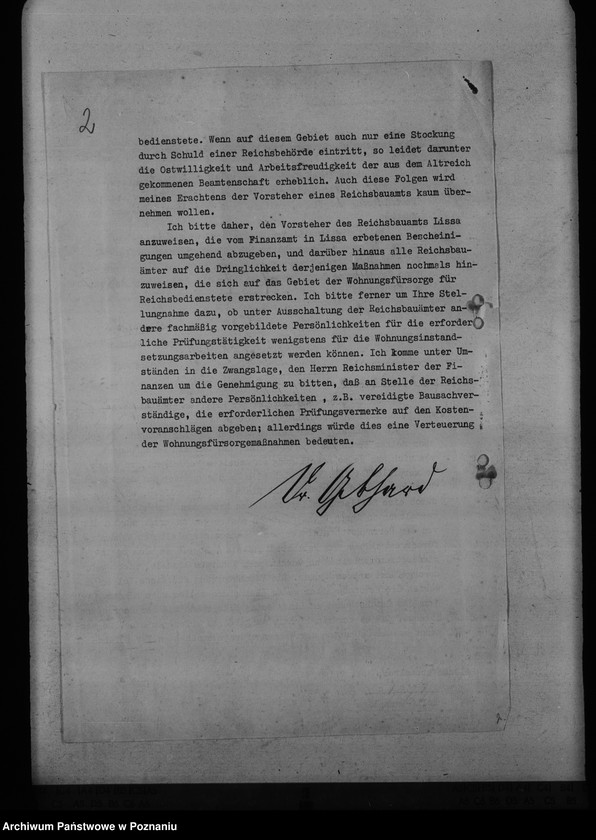 2
bedienstete. Wenn auf diesem Gebiet auch nur eine Stockung
durch Schuld einer Reichsbehörde eintritt, so leidet darunter
die Ostwilligkeit und Arbeitsfreudigkeit der aus dem Altreich
gekommenen Beamtenschaft erheblich. Auch diese Folgen wird
meines Erachtens der Vorsteher eines Reichsbauamts kaum über-
nehmen wollen.
Ich bitte daher, den Vorsteher des Reichsbauamts Lissa
anzuweisen, die vom Finanzamt in Lissa erbetenen Bescheini-
gungen umgehend abzugeben, und darüber hinaus alle Reichsbau-
ämter auf die Dringlichkeit derjenigen Maßnahmen nochmals hin-
zuweisen, die sich auf das Gebiet der Wohnungsfürsorge für
Reichsbedienstete erstrecken. Ich bitte ferner um Ihre Stel-
lungnahme dazu, ob unter Ausschaltung der Reichsbauämter an-
dere fachmäßig vorgebildete Persönlichkeiten für die erforder
liche Prüfungstätigkeit wenigstens für die Wohnungsinstand-
setzungsarbeiten angesetzt werden können. Ich komme unter Um-
ständen in die Zwangslage, den Herrn Reichsminister der Fi-
nanzen um die Genehmigung zu bitten, daß an Stelle der Reichs-
bauämter andere Persönlichkeiten , z.B. vereidigte Bausachver-
ständige, die erforderlichen Prüfungsvermerke auf den Kosten-
voranschlägen abgeben; allerdings würde dies eine Verteuerung
der Wohnungsfürsorgemaßnahmen bedeuten.
Dr. Gebhard
Archiwum Państwowe w Poznaniu